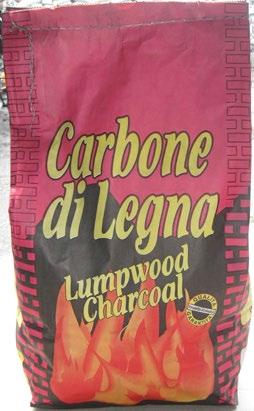 Carbone
di Legna
Lumpwood
Charcoal